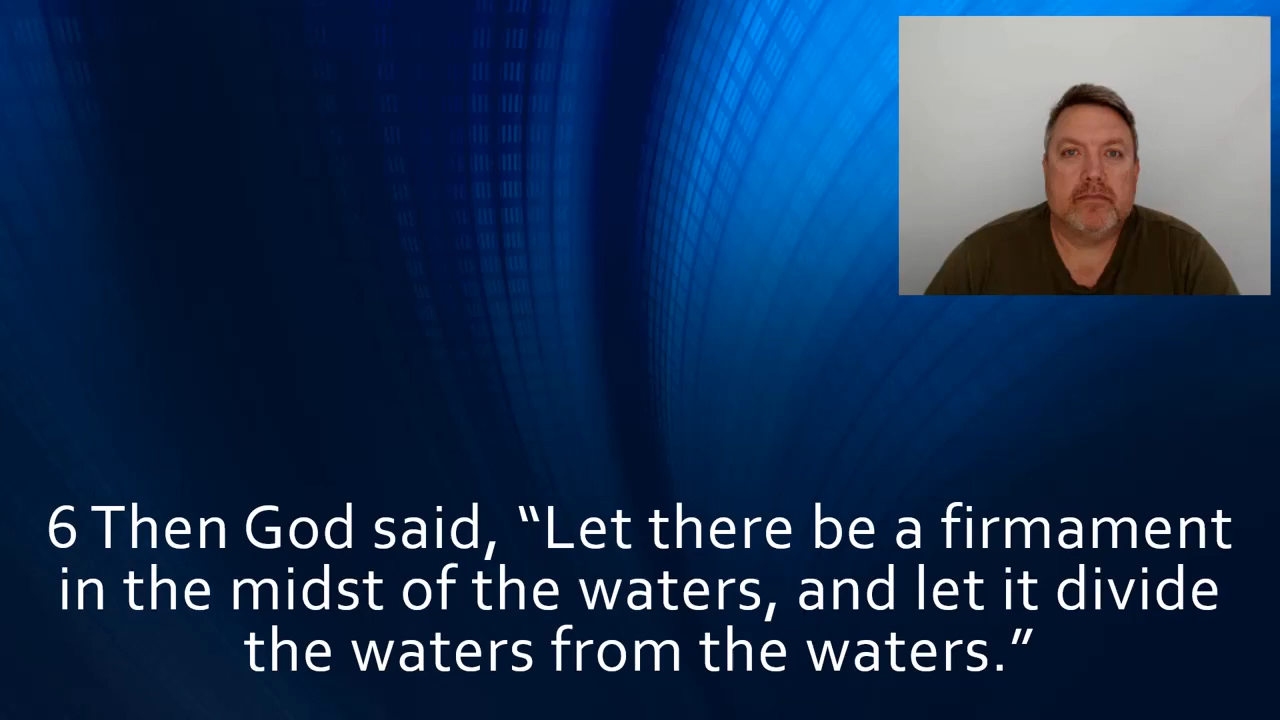 6 Then God said, “Let there be a firmament
in the midst of the waters, and let it divide
the waters from the waters.”